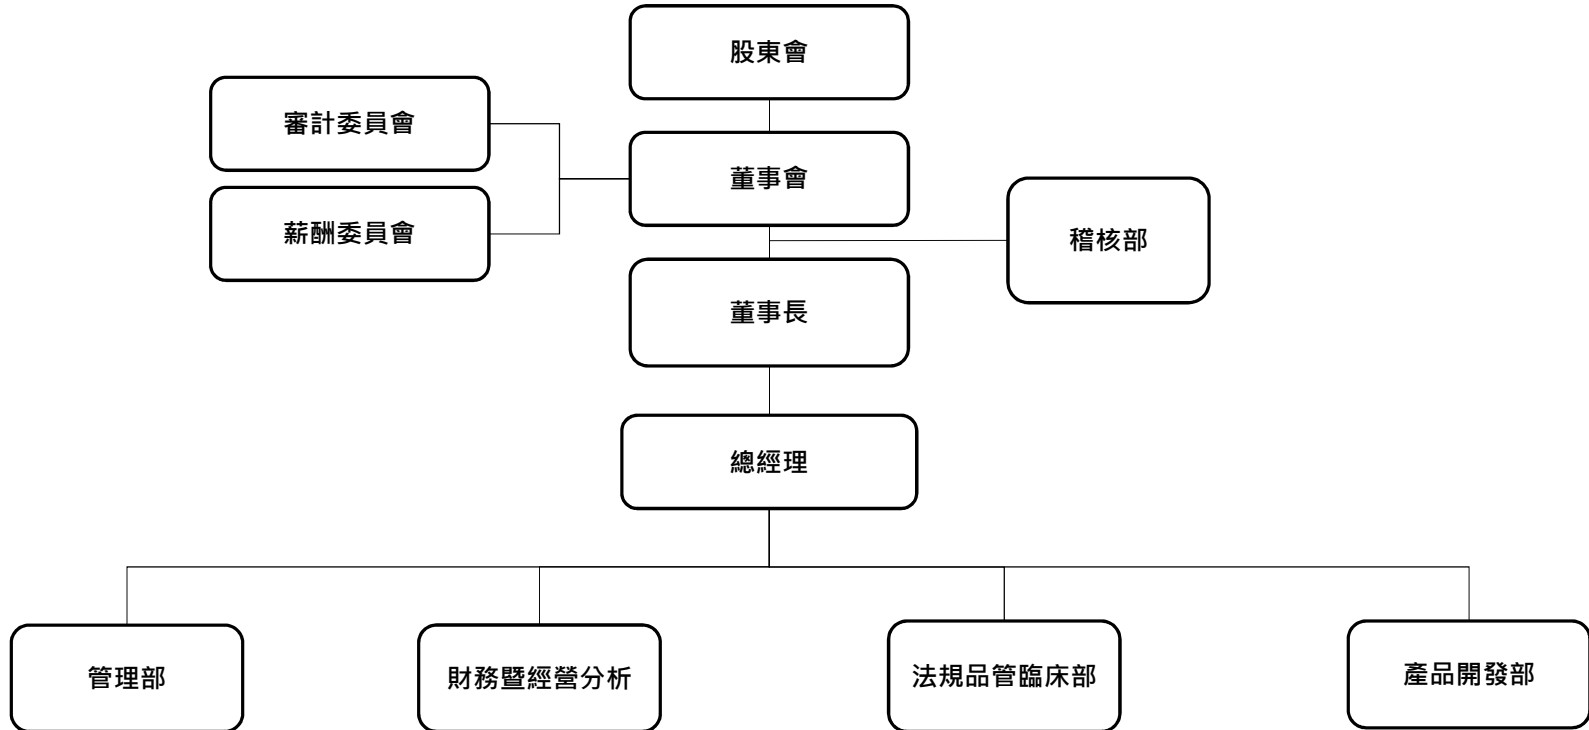 股東會
審計委員會
董事會
薪酬委員會
稽核部
董事長
總經理
管理部
財務暨經營分析
法規品管臨床部
產品開發部